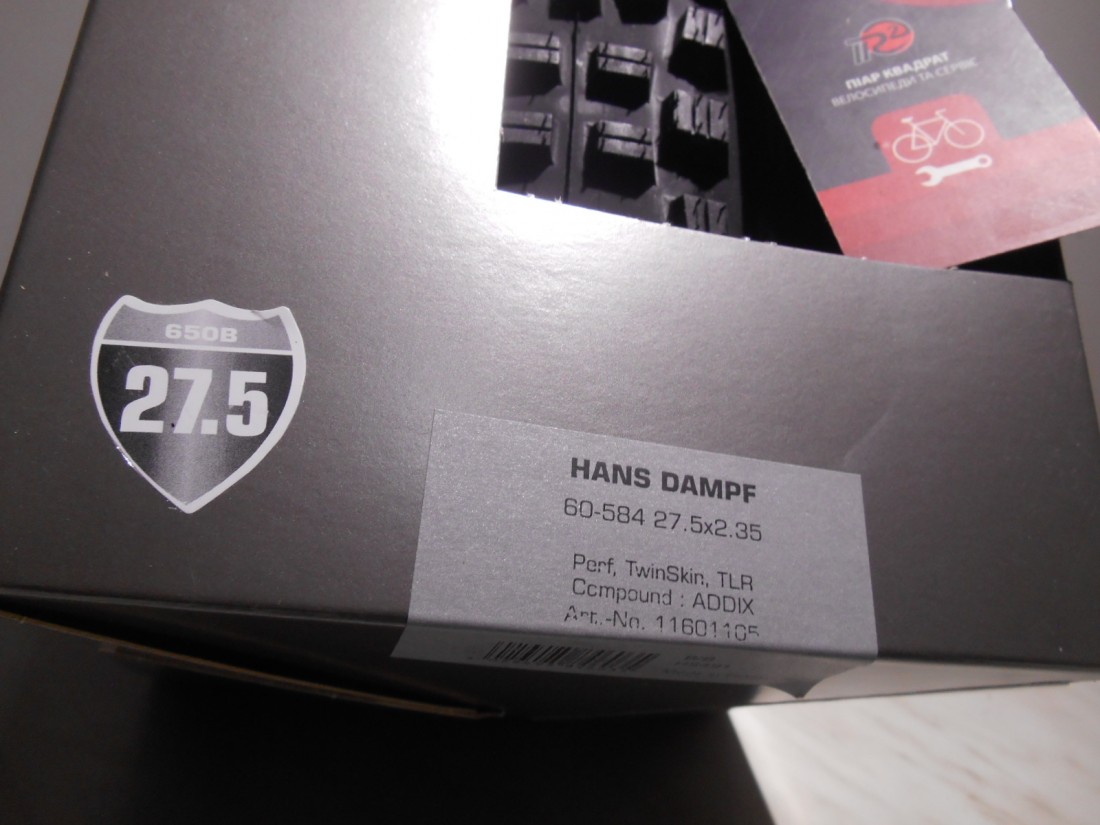 ПІАР КВАДРАТ
ВЕЛОСИПЕДИ ТА СЕРВІС
650B
27.5
HANS DAMPF
60-584 27.5x2.35
Perf, TwinSkin, TLR
Compound : ADDIX
Art.-No. 11601105